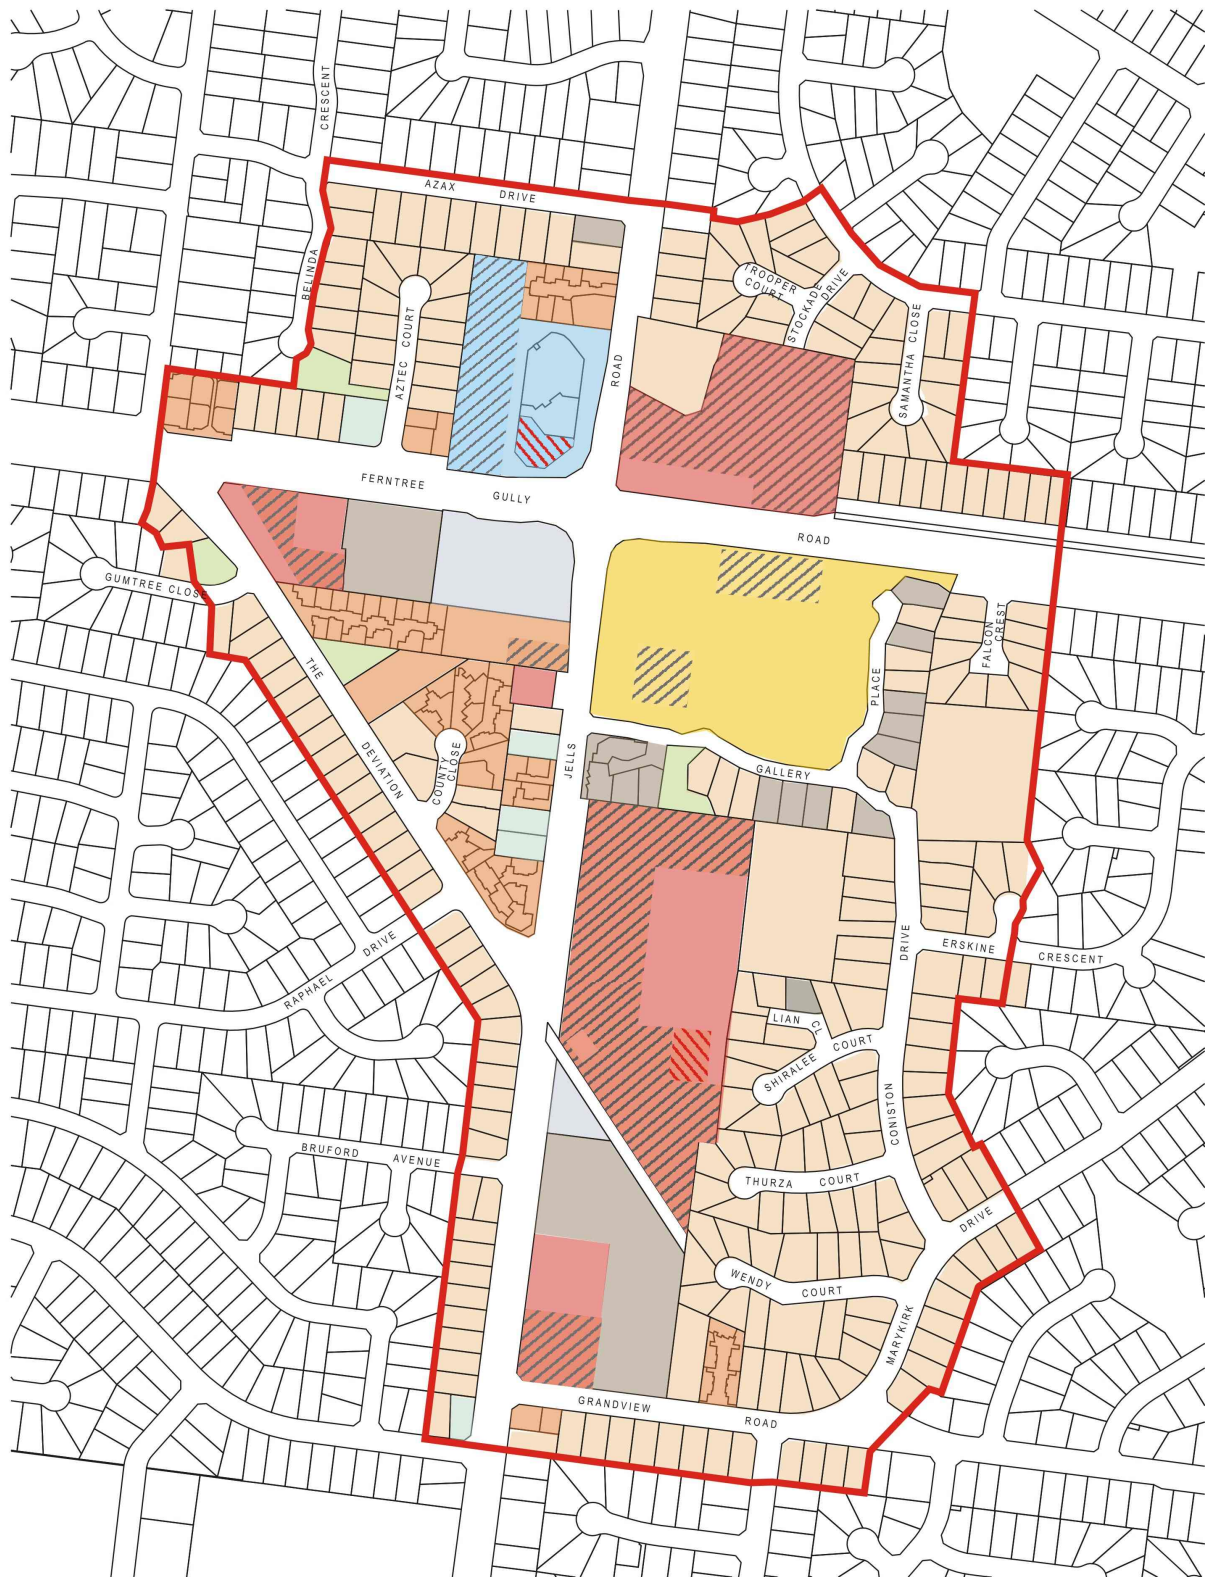 CRESCENT
AZAX DRIVE
BELINDA
TROOPER
COURT
STOCKADE
DRIVE
SAMANTHA CLOSE
AZTEC COURT
ROAD
FERNTREE GULLY
ROAD
GUMTREE CLOSE
FALCON
CREST
THE
DEVIATION
PLACE
COUNTY
CLOSE
JELLS
GALLERY
RAPHAEL DRIVE
DRIVE
ERSKINE
CRESCENT
LIAN CL
SHIRALEE COURT
CONISTON
BRUFORD AVENUE
THURZA COURT
DRIVE
WENDY COURT
MARYKIRK
GRANDVIEW ROAD